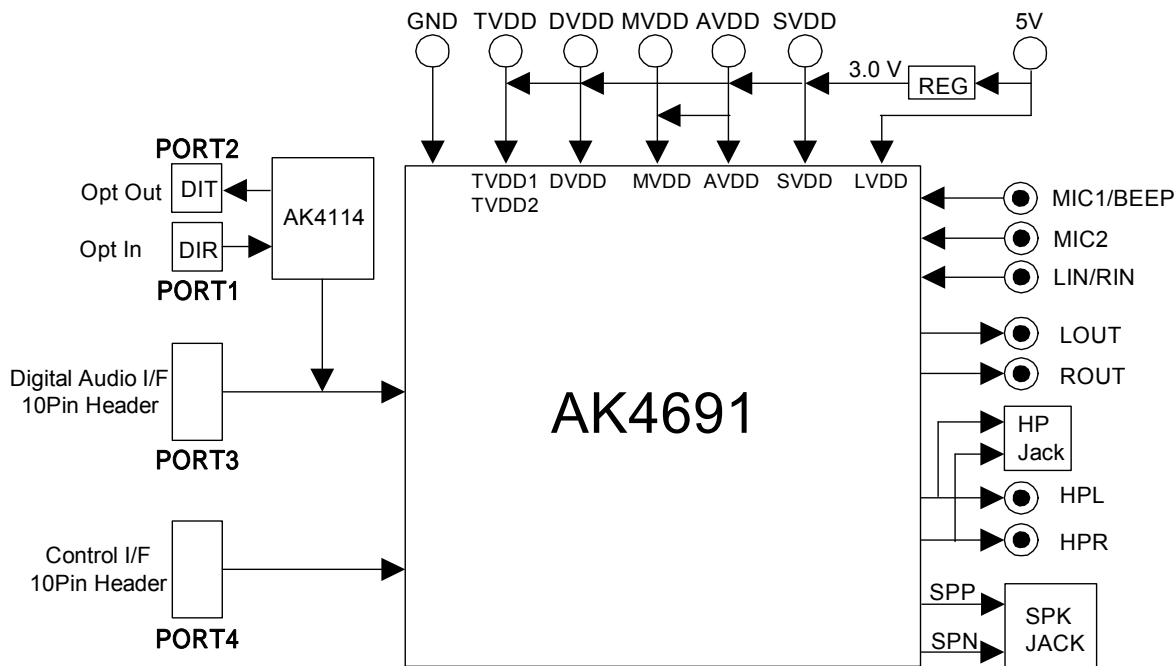 GND TVDD DVDD MVDD AVDD SVDD 5V
3.0 V REG
PORT2
Opt Out DIT
AK4114
Opt In DIR
PORT1
TVDD1 DVDD MVDD AVDD SVDD LVDD
TVDD2
MIC1/BEEP
MIC2
LIN/RIN
LOUT
ROUT
Digital Audio I/F
10Pin Header
PORT3
AK4691
HP
Jack
HPL
HPR
Control I/F
10Pin Header
PORT4
SPP
SPN
SPK
JACK